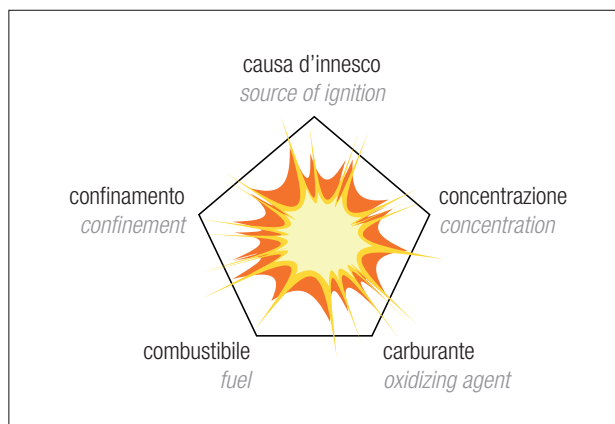 causa d'innesco
source of ignition
confinamento
confinement
concentrazione
concentration
combustibile
fuel
carburante
oxidizing agent